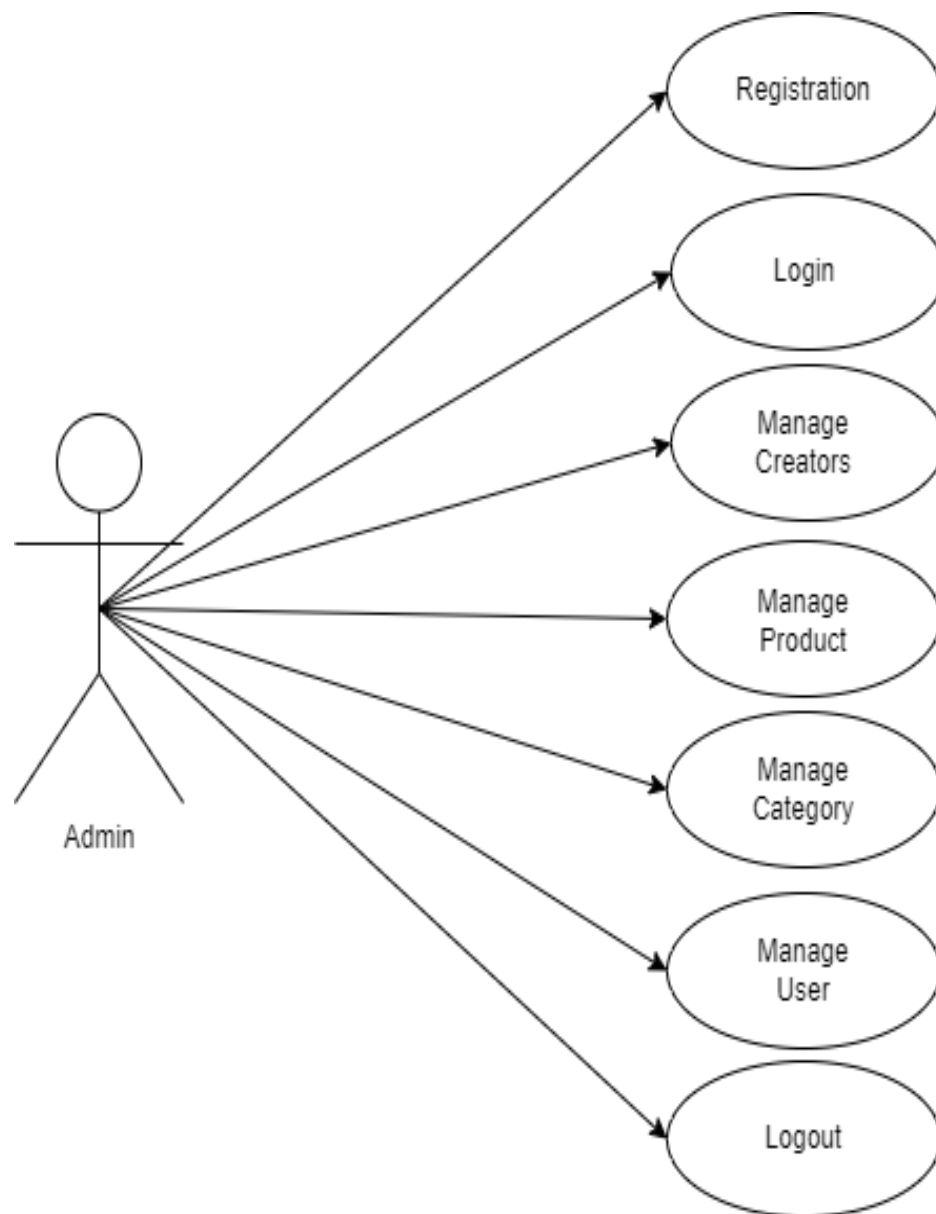 Registration
Login
Manage
Creators
Manage
Product
Manage
Category
Admin
Manage
User
Logout